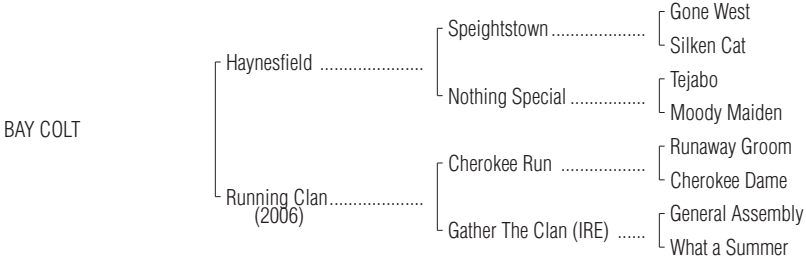 Gone West
Speightstown ....................
Silken Cat
Haynesfield ......................
Tejabo
Nothing Special ................
Moody Maiden
BAY COLT
Runaway Groom
Cherokee Run ..................
Cherokee Dame
Running Clan....................
(2006)
General Assembly
Gather The Clan (IRE) ......
What a Summer